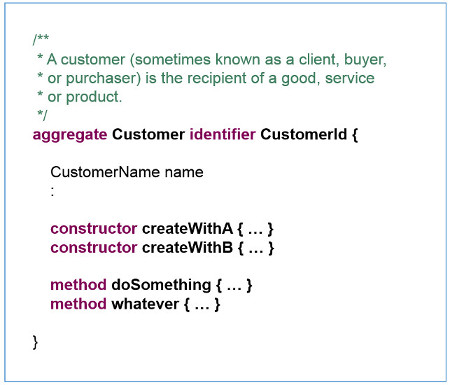 /**
* A customer (sometimes known as a client, buyer,
* or purchaser) is the recipient of a good, service
* or product.
*/
aggregate Customer identifier CustomerId {
CustomerName name
:
constructor createWithA { … }
constructor createWithB { … }
method doSomething { … }
method whatever { … }
}